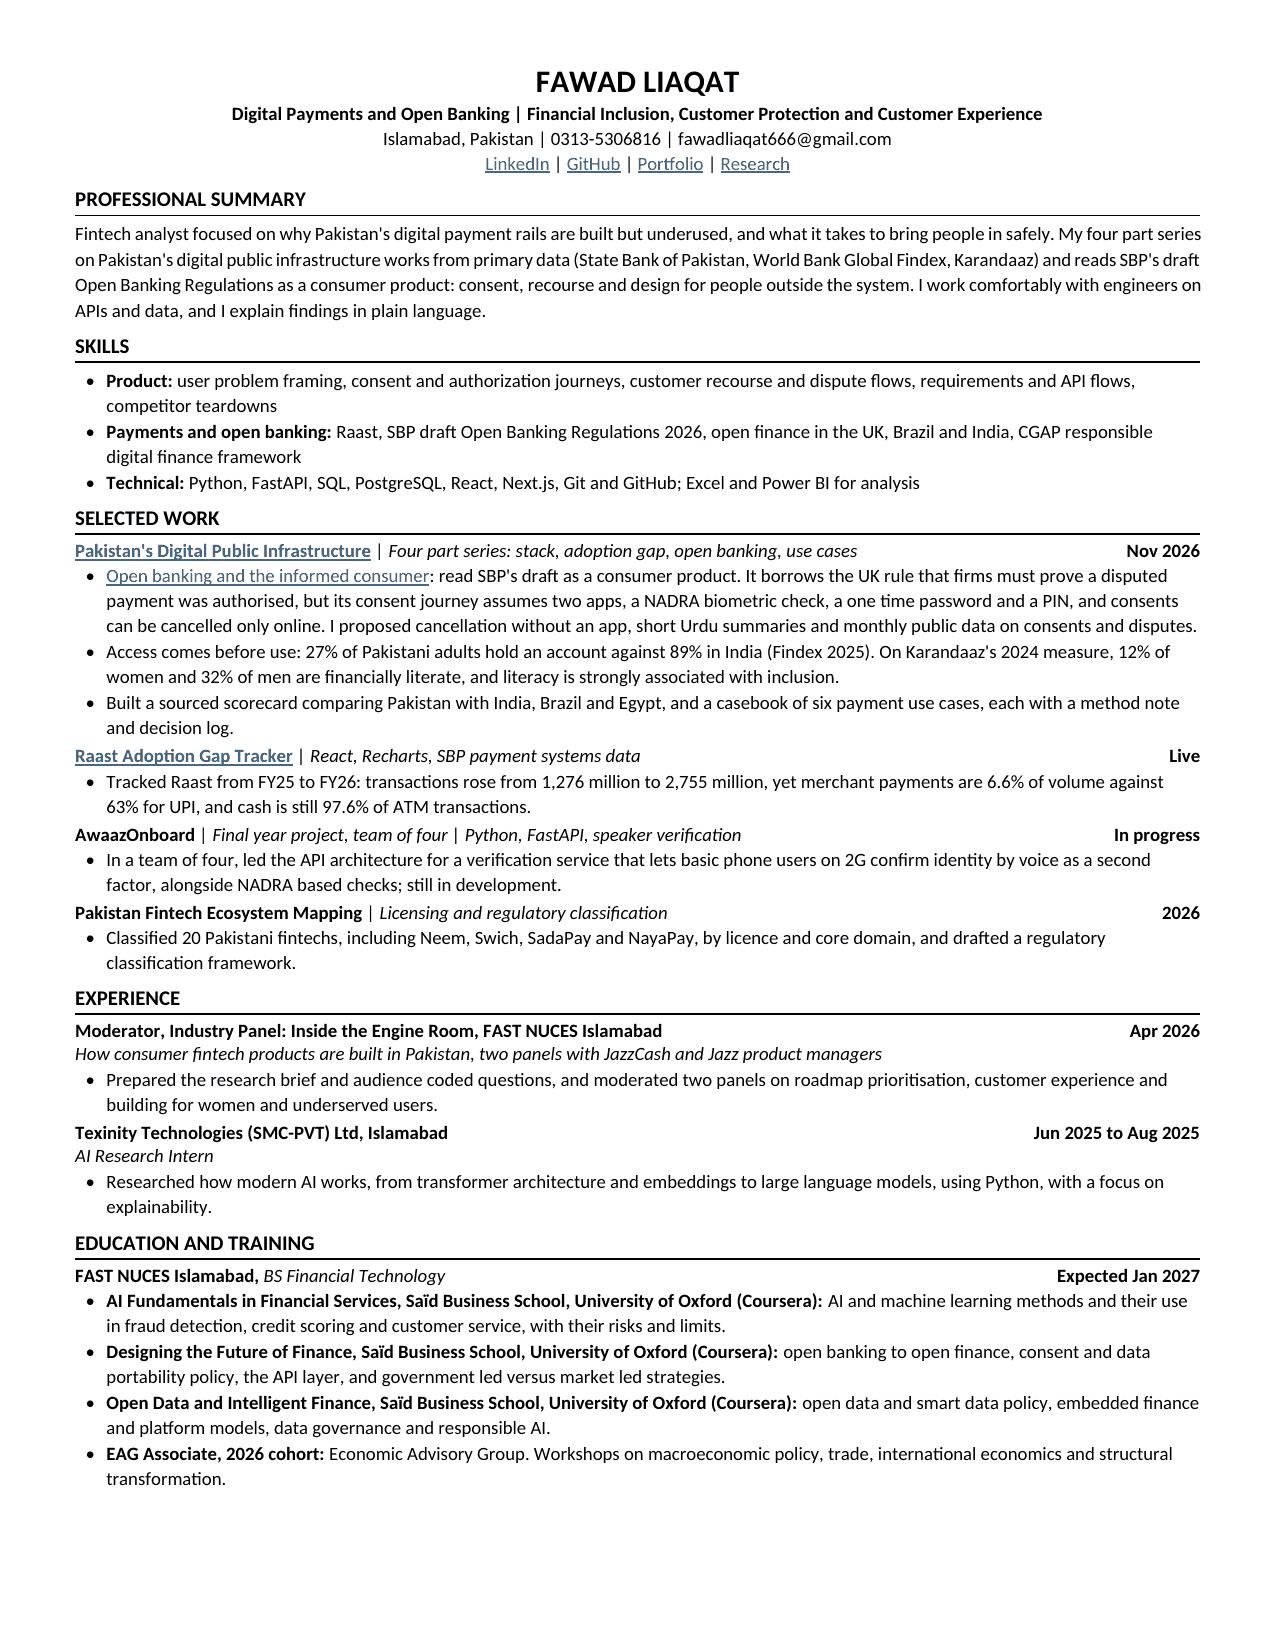 FAWAD LIAQAT
Digital Payments and Open Banking | Financial Inclusion, Customer Protection and Customer Experience
Islamabad, Pakistan | 0313-5306816 | fawadliaqat666@gmail.com
LinkedIn | GitHub | Portfolio | Research
PROFESSIONAL SUMMARY
Fintech analyst focused on why Pakistan's digital payment rails are built but underused, and what it takes to bring people in safely. My four part series
on Pakistan's digital public infrastructure works from primary data (State Bank of Pakistan, World Bank Global Findex, Karandaaz) and reads SBP's draft
Open Banking Regulations as a consumer product: consent, recourse and design for people outside the system. I work comfortably with engineers on
APIs and data, and I explain findings in plain language.
SKILLS
• Product: user problem framing, consent and authorization journeys, customer recourse and dispute flows, requirements and API flows,
competitor teardowns
• Payments and open banking: Raast, SBP draft Open Banking Regulations 2026, open finance in the UK, Brazil and India, CGAP responsible
digital finance framework
• Technical: Python, FastAPI, SQL, PostgreSQL, React, Next.js, Git and GitHub; Excel and Power BI for analysis
SELECTED WORK
Pakistan's Digital Public Infrastructure | Four part series: stack, adoption gap, open banking, use cases Nov 2026
• Open banking and the informed consumer: read SBP's draft as a consumer product. It borrows the UK rule that firms must prove a disputed
payment was authorised, but its consent journey assumes two apps, a NADRA biometric check, a one time password and a PIN, and consents
can be cancelled only online. I proposed cancellation without an app, short Urdu summaries and monthly public data on consents and disputes.
• Access comes before use: 27% of Pakistani adults hold an account against 89% in India (Findex 2025). On Karandaaz's 2024 measure, 12% of
women and 32% of men are financially literate, and literacy is strongly associated with inclusion.
• Built a sourced scorecard comparing Pakistan with India, Brazil and Egypt, and a casebook of six payment use cases, each with a method note
and decision log.
Raast Adoption Gap Tracker | React, Recharts, SBP payment systems data Live
• Tracked Raast from FY25 to FY26: transactions rose from 1,276 million to 2,755 million, yet merchant payments are 6.6% of volume against
63% for UPI, and cash is still 97.6% of ATM transactions.
AwaazOnboard | Final year project, team of four | Python, FastAPI, speaker verification In progress
• In a team of four, led the API architecture for a verification service that lets basic phone users on 2G confirm identity by voice as a second
factor, alongside NADRA based checks; still in development.
Pakistan Fintech Ecosystem Mapping | Licensing and regulatory classification 2026
• Classified 20 Pakistani fintechs, including Neem, Swich, SadaPay and NayaPay, by licence and core domain, and drafted a regulatory
classification framework.
EXPERIENCE
Moderator, Industry Panel: Inside the Engine Room, FAST NUCES Islamabad Apr 2026
How consumer fintech products are built in Pakistan, two panels with JazzCash and Jazz product managers
• Prepared the research brief and audience coded questions, and moderated two panels on roadmap prioritisation, customer experience and
building for women and underserved users.
Texinity Technologies (SMC-PVT) Ltd, Islamabad Jun 2025 to Aug 2025
AI Research Intern
• Researched how modern AI works, from transformer architecture and embeddings to large language models, using Python, with a focus on
explainability.
EDUCATION AND TRAINING
FAST NUCES Islamabad, BS Financial Technology Expected Jan 2027
• AI Fundamentals in Financial Services, Saïd Business School, University of Oxford (Coursera): AI and machine learning methods and their use
in fraud detection, credit scoring and customer service, with their risks and limits.
• Designing the Future of Finance, Saïd Business School, University of Oxford (Coursera): open banking to open finance, consent and data
portability policy, the API layer, and government led versus market led strategies.
• Open Data and Intelligent Finance, Saïd Business School, University of Oxford (Coursera): open data and smart data policy, embedded finance
and platform models, data governance and responsible AI.
• EAG Associate, 2026 cohort: Economic Advisory Group. Workshops on macroeconomic policy, trade, international economics and structural
transformation.